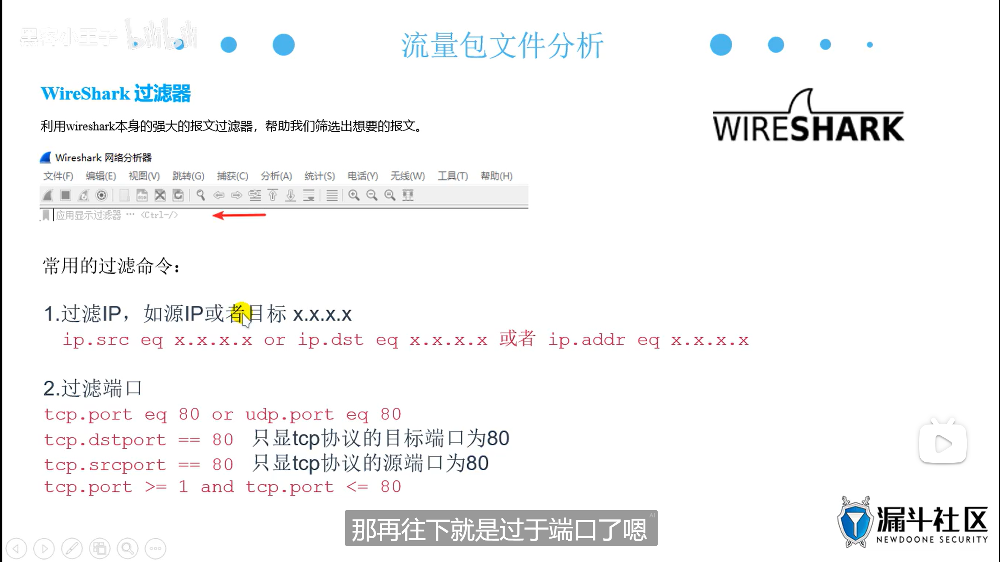 黑客小王子 bilibili
流量包文件分析
WireShark 过滤器
利用wireshark本身的强大的报文过滤器，帮助我们筛选出想要的报文。
WIRESHARK
Wireshark 网络分析器
文件(F) 编辑(E) 视图(V) 跳转(G) 捕获(C) 分析(A) 统计(S) 电话(Y) 无线(W) 工具(T) 帮助(H)
应用显示过滤器 … <Ctrl-/>
常用的过滤命令：
1.过滤IP，如源IP或者目标 x.x.x.x
ip.src eq x.x.x.x or ip.dst eq x.x.x.x 或者 ip.addr eq x.x.x.x
2.过滤端口
tcp.port eq 80 or udp.port eq 80
tcp.dstport == 80 只显tcp协议的目标端口为80
tcp.srcport == 80 只显tcp协议的源端口为80
tcp.port >= 1 and tcp.port <= 80
那再往下就是过于端口了嗯
AI
漏斗社区
NEWDOONE SECURITY